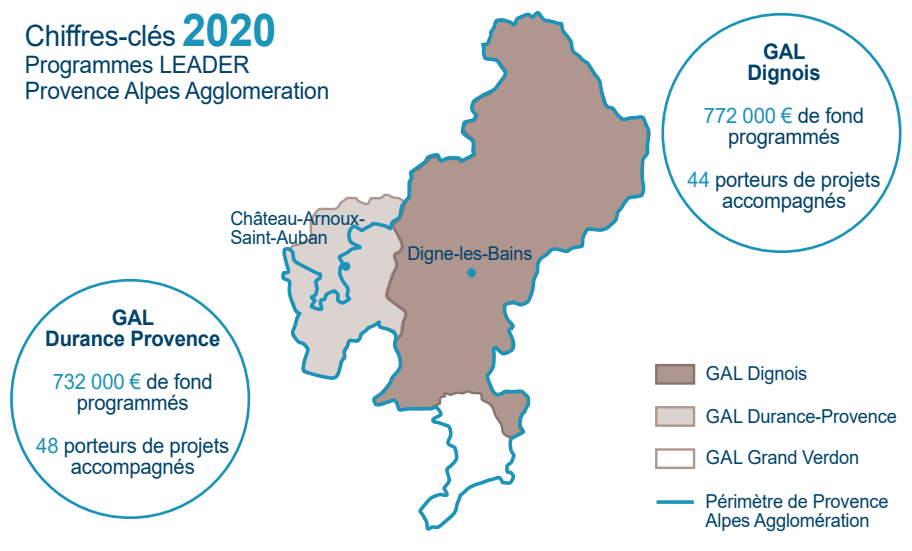 Chiffres-clés 2020
Programmes LEADER
Provence Alpes Agglomeration
GAL
Dignois
772 000 € de fond
programmés
44 porteurs de projets
accompagnés
Château-Arnoux-
Saint-Auban
Digne-les-Bains
GAL
Durance Provence
732 000 € de fond
programmés
48 porteurs de projets
accompagnés
GAL Dignois
GAL Durance-Provence
GAL Grand Verdon
Périmètre de Provence
Alpes Agglomération